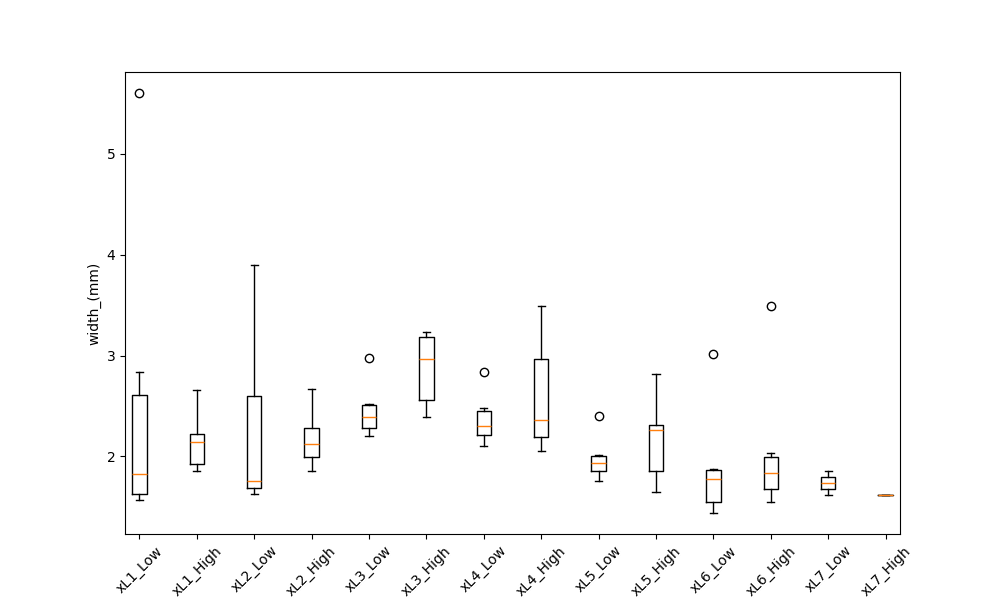 5
4
3
2
width_(mm)
xL1_Low
xL1_High
xL2_Low
xL2_High
xL3_Low
xL3_High
xL4_Low
xL4_High
xL5_Low
xL5_High
xL6_Low
xL6_High
xL7_Low
xL7_High